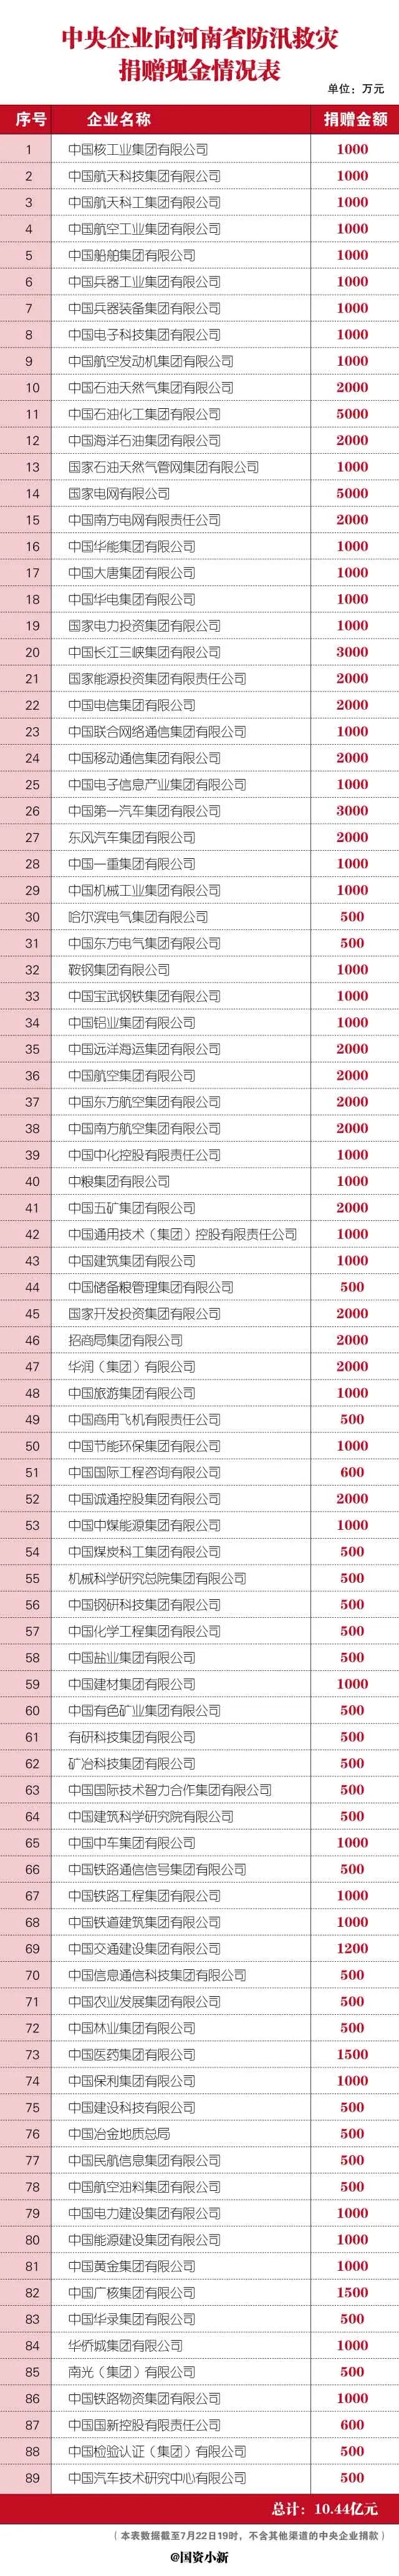 中央企业向河南省防汛救灾
捐赠现金情况表
单位：万元
序号 企业名称 捐赠金额
1 中国核工业集团有限公司 1000
2 中国航天科技集团有限公司 1000
3 中国航天科工集团有限公司 1000
4 中国航空工业集团有限公司 1000
5 中国船舶集团有限公司 1000
6 中国兵器工业集团有限公司 1000
7 中国兵器装备集团有限公司 1000
8 中国电子科技集团有限公司 1000
9 中国航空发动机集团有限公司 1000
10 中国石油天然气集团有限公司 2000
11 中国石油化工集团有限公司 5000
12 中国海洋石油集团有限公司 2000
13 国家石油天然气管网集团有限公司 1000
14 国家电网有限公司 5000
15 中国南方电网有限责任公司 2000
16 中国华能集团有限公司 1000
17 中国大唐集团有限公司 1000
18 中国华电集团有限公司 1000
19 国家电力投资集团有限公司 1000
20 中国长江三峡集团有限公司 3000
21 国家能源投资集团有限责任公司 2000
22 中国电信集团有限公司 2000
23 中国联合网络通信集团有限公司 1000
24 中国移动通信集团有限公司 2000
25 中国电子信息产业集团有限公司 1000
26 中国第一汽车集团有限公司 3000
27 东风汽车集团有限公司 2000
28 中国一重集团有限公司 1000
29 中国机械工业集团有限公司 1000
30 哈尔滨电气集团有限公司 500
31 中国东方电气集团有限公司 500
32 鞍钢集团有限公司 1000
33 中国宝武钢铁集团有限公司 1000
34 中国铝业集团有限公司 1000
35 中国远洋海运集团有限公司 2000
36 中国航空集团有限公司 2000
37 中国东方航空集团有限公司 2000
38 中国南方航空集团有限公司 2000
39 中国中化控股有限责任公司 1000
40 中粮集团有限公司 1000
41 中国五矿集团有限公司 2000
42 中国通用技术（集团）控股有限责任公司 1000
43 中国建筑集团有限公司 1000
44 中国储备粮管理集团有限公司 500
45 国家开发投资集团有限公司 2000
46 招商局集团有限公司 2000
47 华润（集团）有限公司 2000
48 中国旅游集团有限公司 1000
49 中国商用飞机有限责任公司 500
50 中国节能环保集团有限公司 1000
51 中国国际工程咨询有限公司 600
52 中国诚通控股集团有限公司 2000
53 中国中煤能源集团有限公司 1000
54 中国煤炭科工集团有限公司 500
55 机械科学研究总院集团有限公司 500
56 中国钢研科技集团有限公司 500
57 中国化学工程集团有限公司 500
58 中国盐业集团有限公司 500
59 中国建材集团有限公司 1000
60 中国有色矿业集团有限公司 500
61 有研科技集团有限公司 500
62 矿冶科技集团有限公司 500
63 中国国际技术智力合作集团有限公司 500
64 中国建筑科学研究院有限公司 500
65 中国中车集团有限公司 1000
66 中国铁路通信信号集团有限公司 500
67 中国铁路工程集团有限公司 1000
68 中国铁道建筑集团有限公司 1000
69 中国交通建设集团有限公司 1200
70 中国信息通信科技集团有限公司 500
71 中国农业发展集团有限公司 500
72 中国林业集团有限公司 500
73 中国医药集团有限公司 1500
74 中国保利集团有限公司 1000
75 中国建设科技有限公司 500
76 中国冶金地质总局 500
77 中国民航信息集团有限公司 500
78 中国航空油料集团有限公司 500
79 中国电力建设集团有限公司 1000
80 中国能源建设集团有限公司 1000
81 中国黄金集团有限公司 1000
82 中国广核集团有限公司 1500
83 中国华录集团有限公司 500
84 华侨城集团有限公司 1000
85 南光（集团）有限公司 500
86 中国铁路物资集团有限公司 1000
87 中国国新控股有限责任公司 600
88 中国检验认证（集团）有限公司 500
89 中国汽车技术研究中心有限公司 500
总计：10.44亿元
（本表数据截至7月22日19时，不含其他渠道的中央企业捐款）
@国资小新